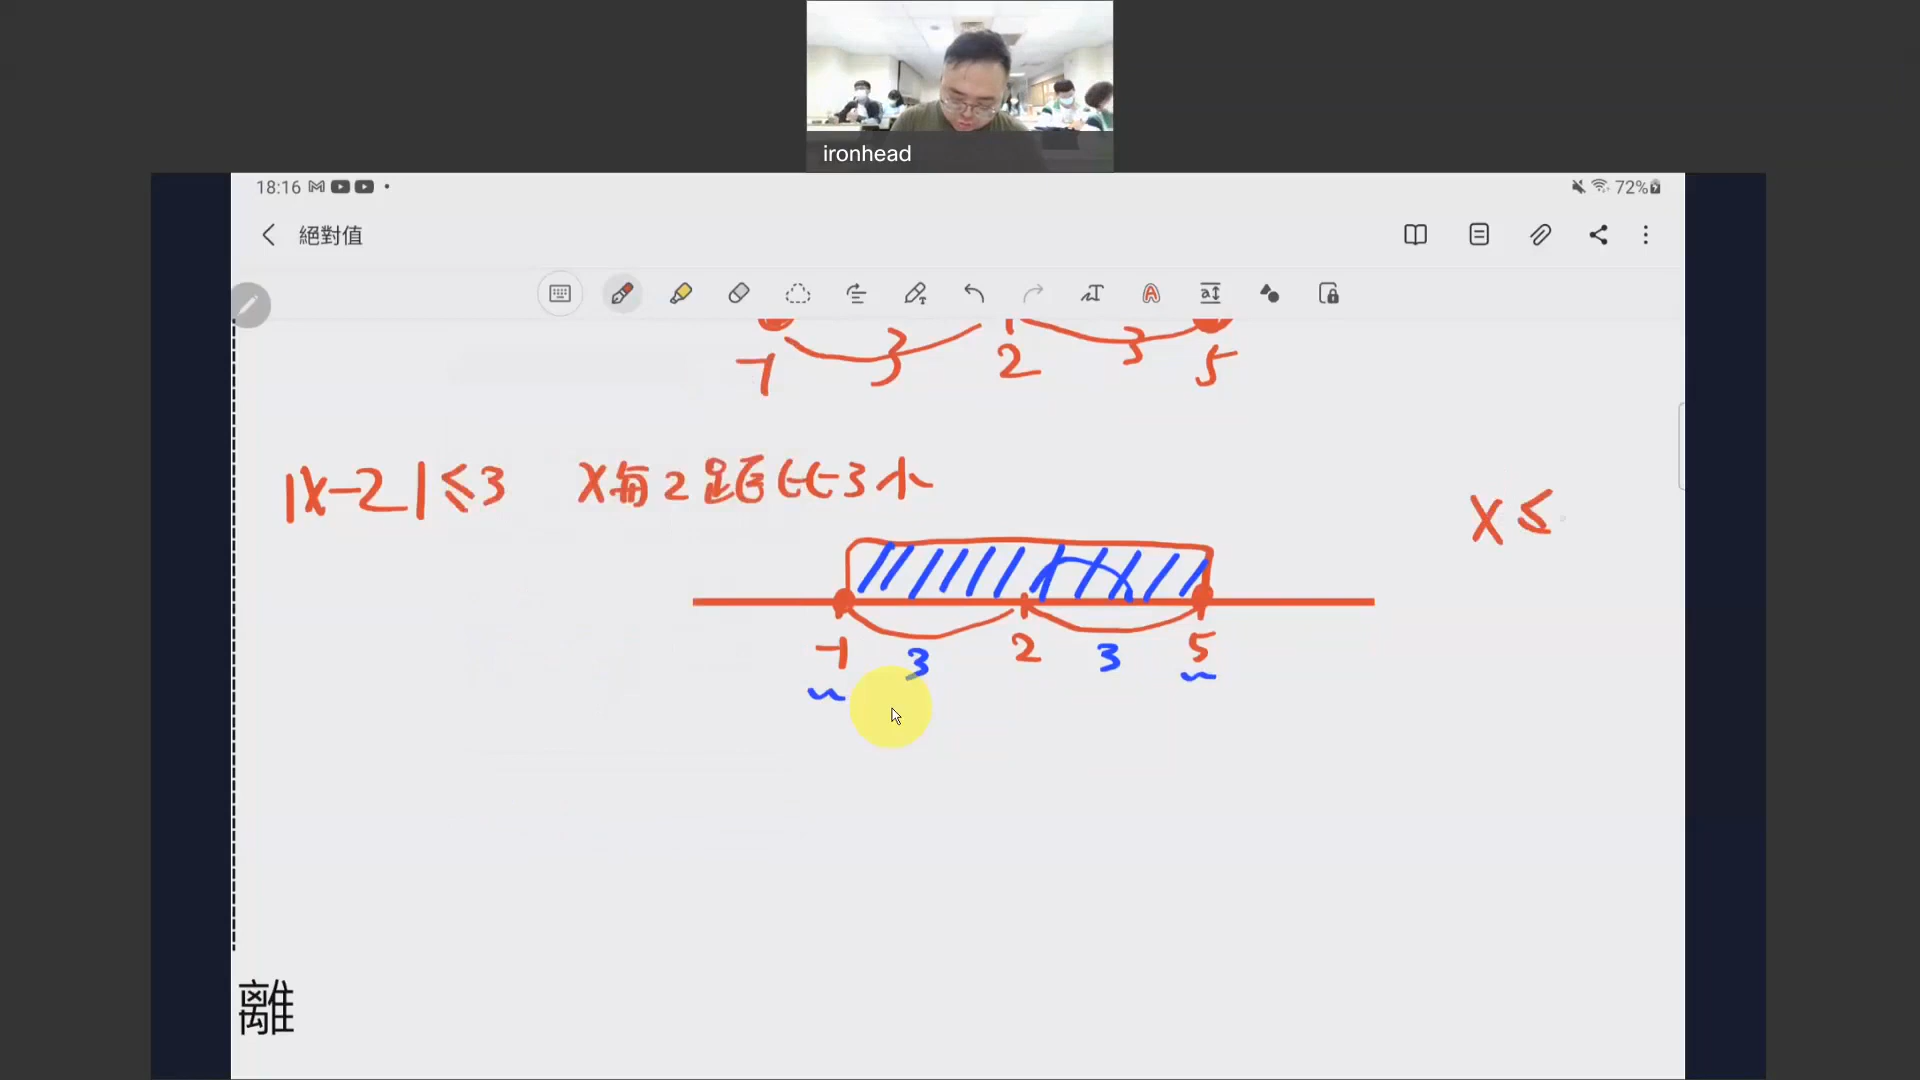 ironhead
18:16 72%
絕對值
3 3
-1 2 5
|x-2|≤3 x與2距比3小
x≤
-1 3 2 3 5
離